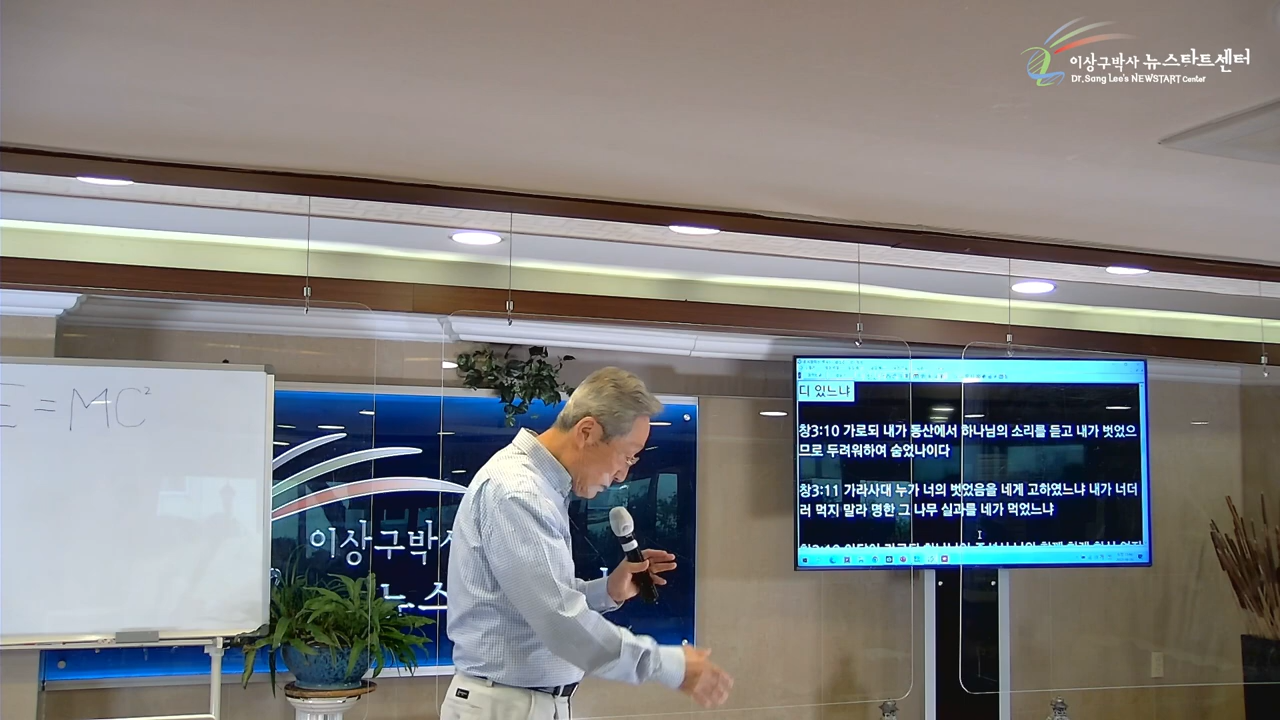 이상구박사 뉴스타트센터
Dr. Sang Lee's NEWSTART Center
E = MC²
이상구박사
뉴스
디 있느냐
창3:10 가로되 내가 동산에서 하나님의 소리를 듣고 내가 벗었으
므로 두려워하여 숨었나이다
창3:11 가라사대 누가 너의 벗었음을 네게 고하였느냐 내가 너더
러 먹지 말라 명한 그 나무 실과를 네가 먹었느냐